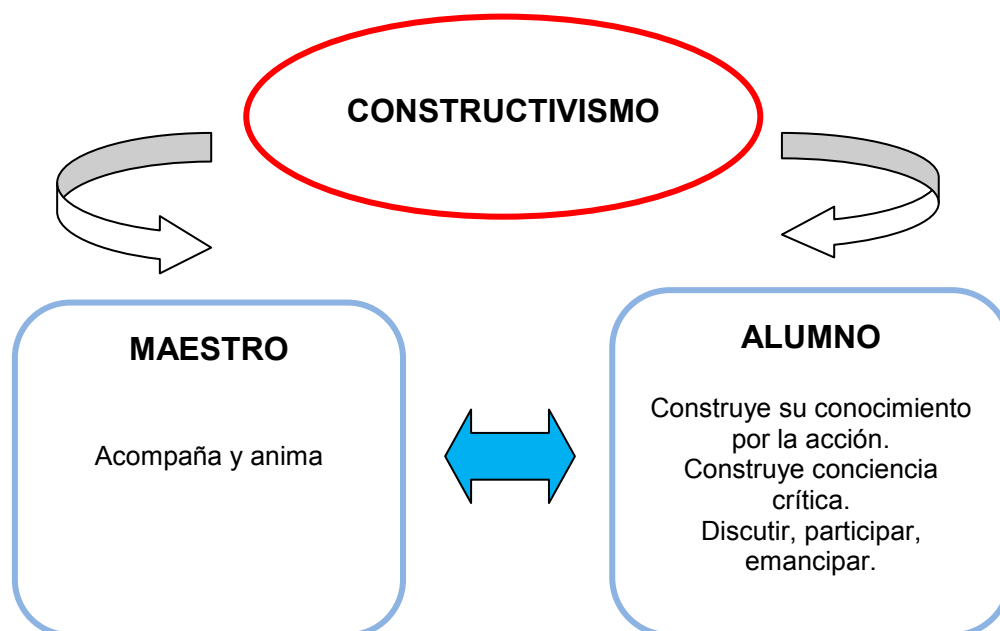 CONSTRUCTIVISMO
MAESTRO
Acompaña y anima
ALUMNO
Construye su conocimiento
por la acción.
Construye conciencia
crítica.
Discutir, participar,
emancipar.